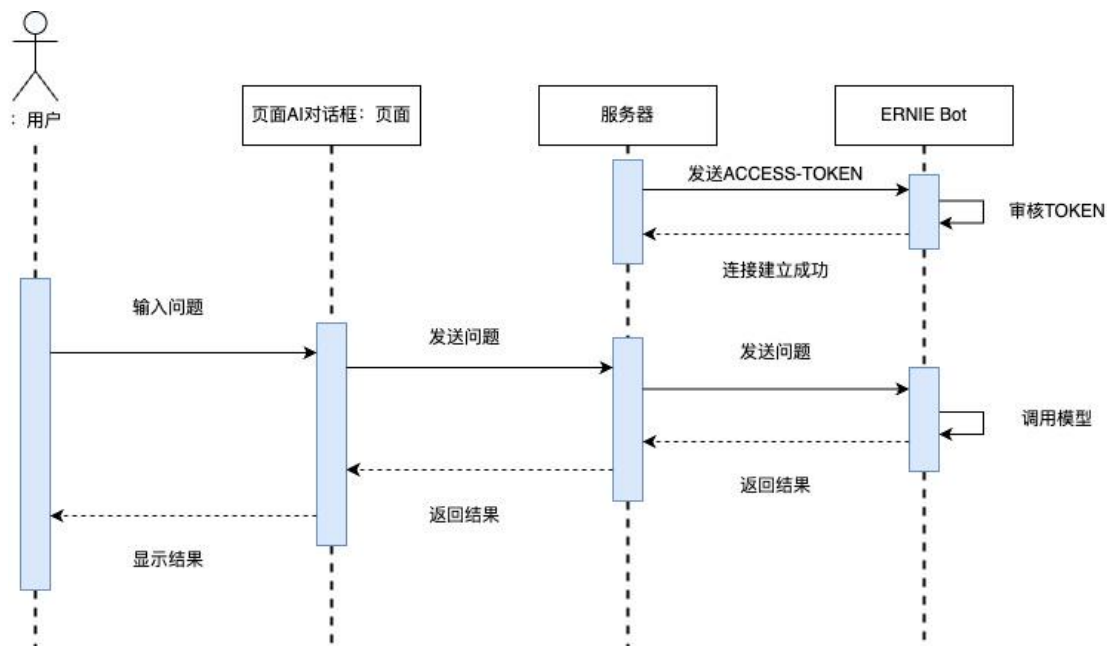 ：用户
页面AI对话框：页面
服务器
ERNIE Bot
发送ACCESS-TOKEN
审核TOKEN
连接建立成功
输入问题
发送问题
发送问题
调用模型
返回结果
返回结果
显示结果